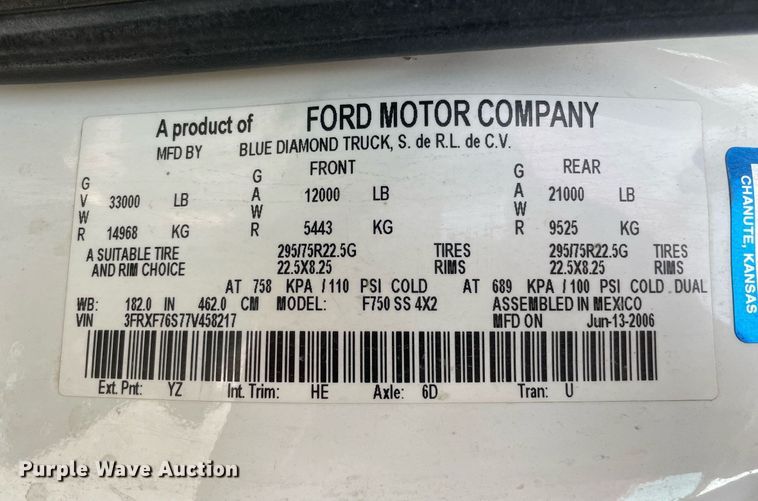 A product of FORD MOTOR COMPANY
MFD BY BLUE DIAMOND TRUCK, S. de R.L. de C.V.
FRONT REAR
GVWR 33000 LB GAWR 12000 LB GAWR 21000 LB
14968 KG 5443 KG 9525 KG
A SUITABLE TIRE 295/75R22.5G TIRES 295/75R22.5G TIRES
AND RIM CHOICE 22.5X8.25 RIMS 22.5X8.25 RIMS
AT 758 KPA / 110 PSI COLD AT 689 KPA / 100 PSI COLD DUAL
WB: 182.0 IN 462.0 CM MODEL: F750 SS 4X2 ASSEMBLED IN MEXICO
VIN 3FRXF76S77V458217 MFD ON Jun-13-2006
Ext. Pnt: YZ Int. Trim: HE Axle: 6D Tran: U
CHANUTE, KANSAS
Purple Wave Auction